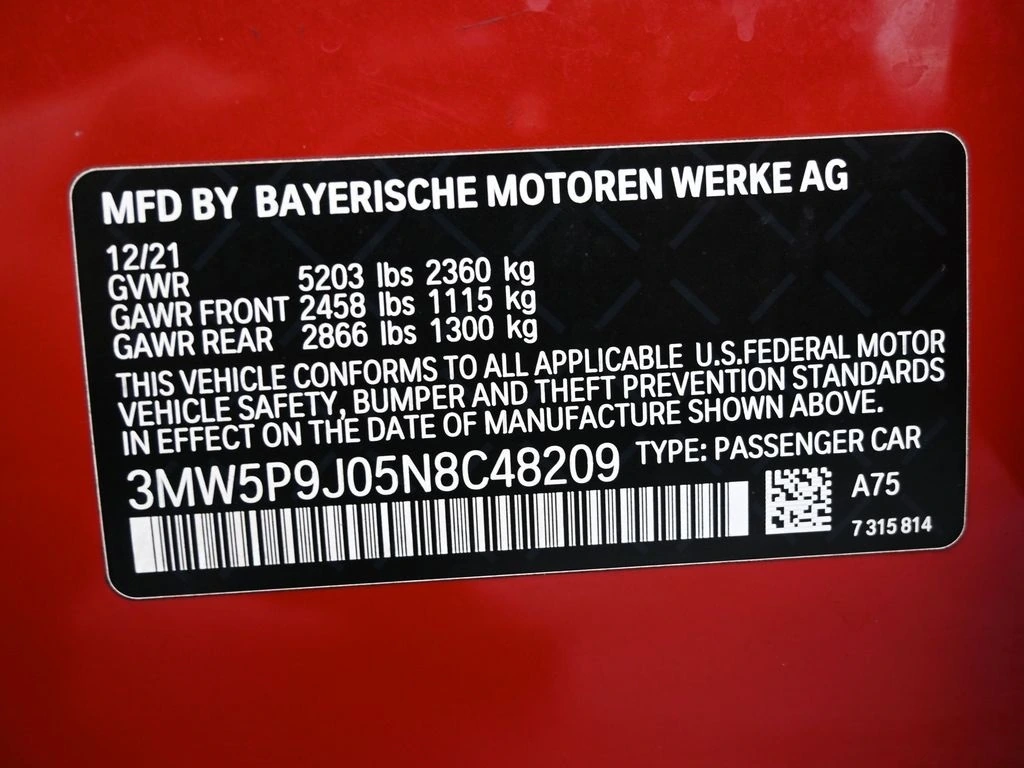 MFD BY BAYERISCHE MOTOREN WERKE AG
12/21
GVWR 5203 lbs 2360 kg
GAWR FRONT 2458 lbs 1115 kg
GAWR REAR 2866 lbs 1300 kg
THIS VEHICLE CONFORMS TO ALL APPLICABLE U.S.FEDERAL MOTOR
VEHICLE SAFETY, BUMPER AND THEFT PREVENTION STANDARDS
IN EFFECT ON THE DATE OF MANUFACTURE SHOWN ABOVE.
3MW5P9J05N8C48209 TYPE: PASSENGER CAR
A75
7 315 814